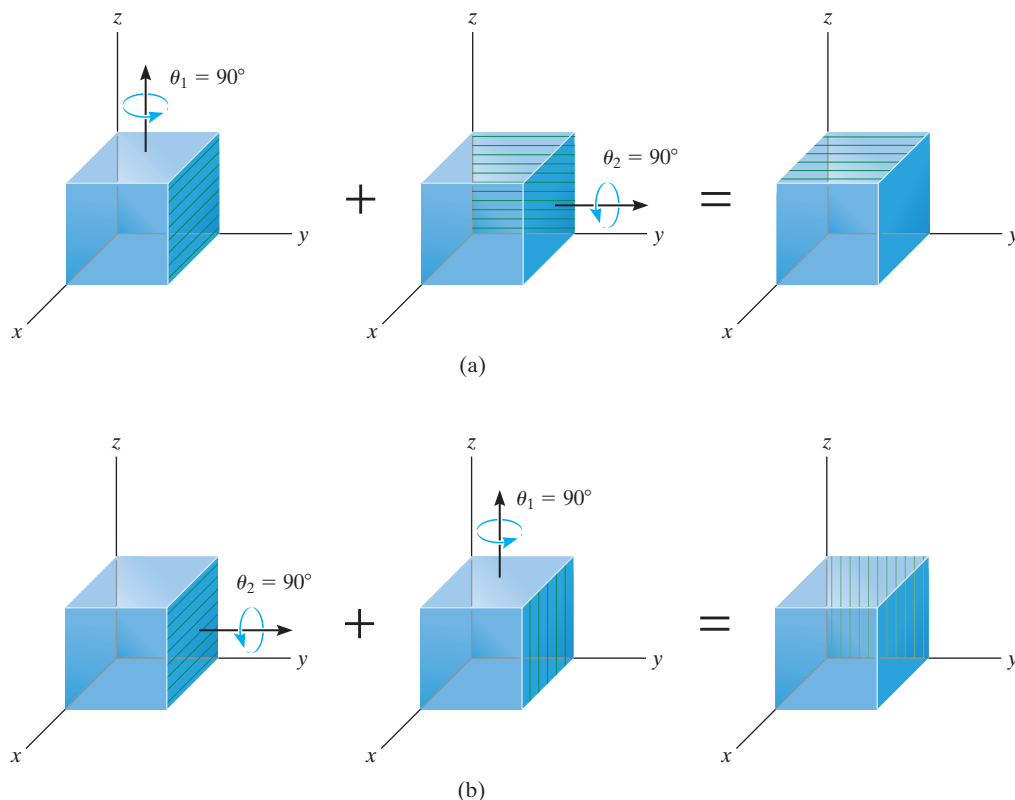 z z z
θ₁ = 90°
θ₂ = 90°
+ =
y y y
x x x
(a)
z z z
θ₁ = 90°
θ₂ = 90°
+ =
y y y
x x x
(b)